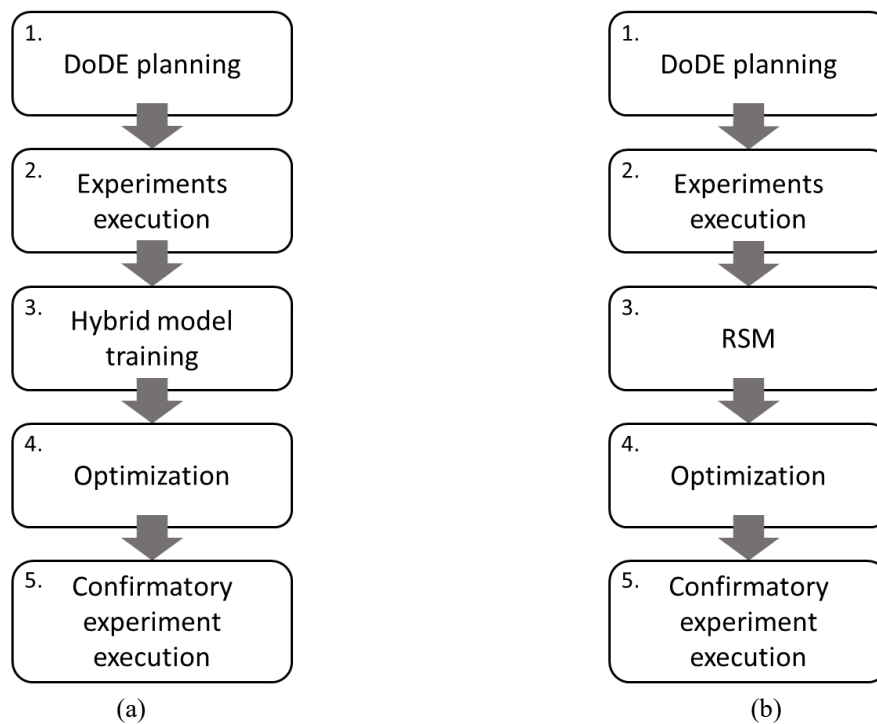 1.
DoDE planning
2.
Experiments
execution
3.
Hybrid model
training
4.
Optimization
5.
Confirmatory
experiment
execution
(a)
1.
DoDE planning
2.
Experiments
execution
3.
RSM
4.
Optimization
5.
Confirmatory
experiment
execution
(b)